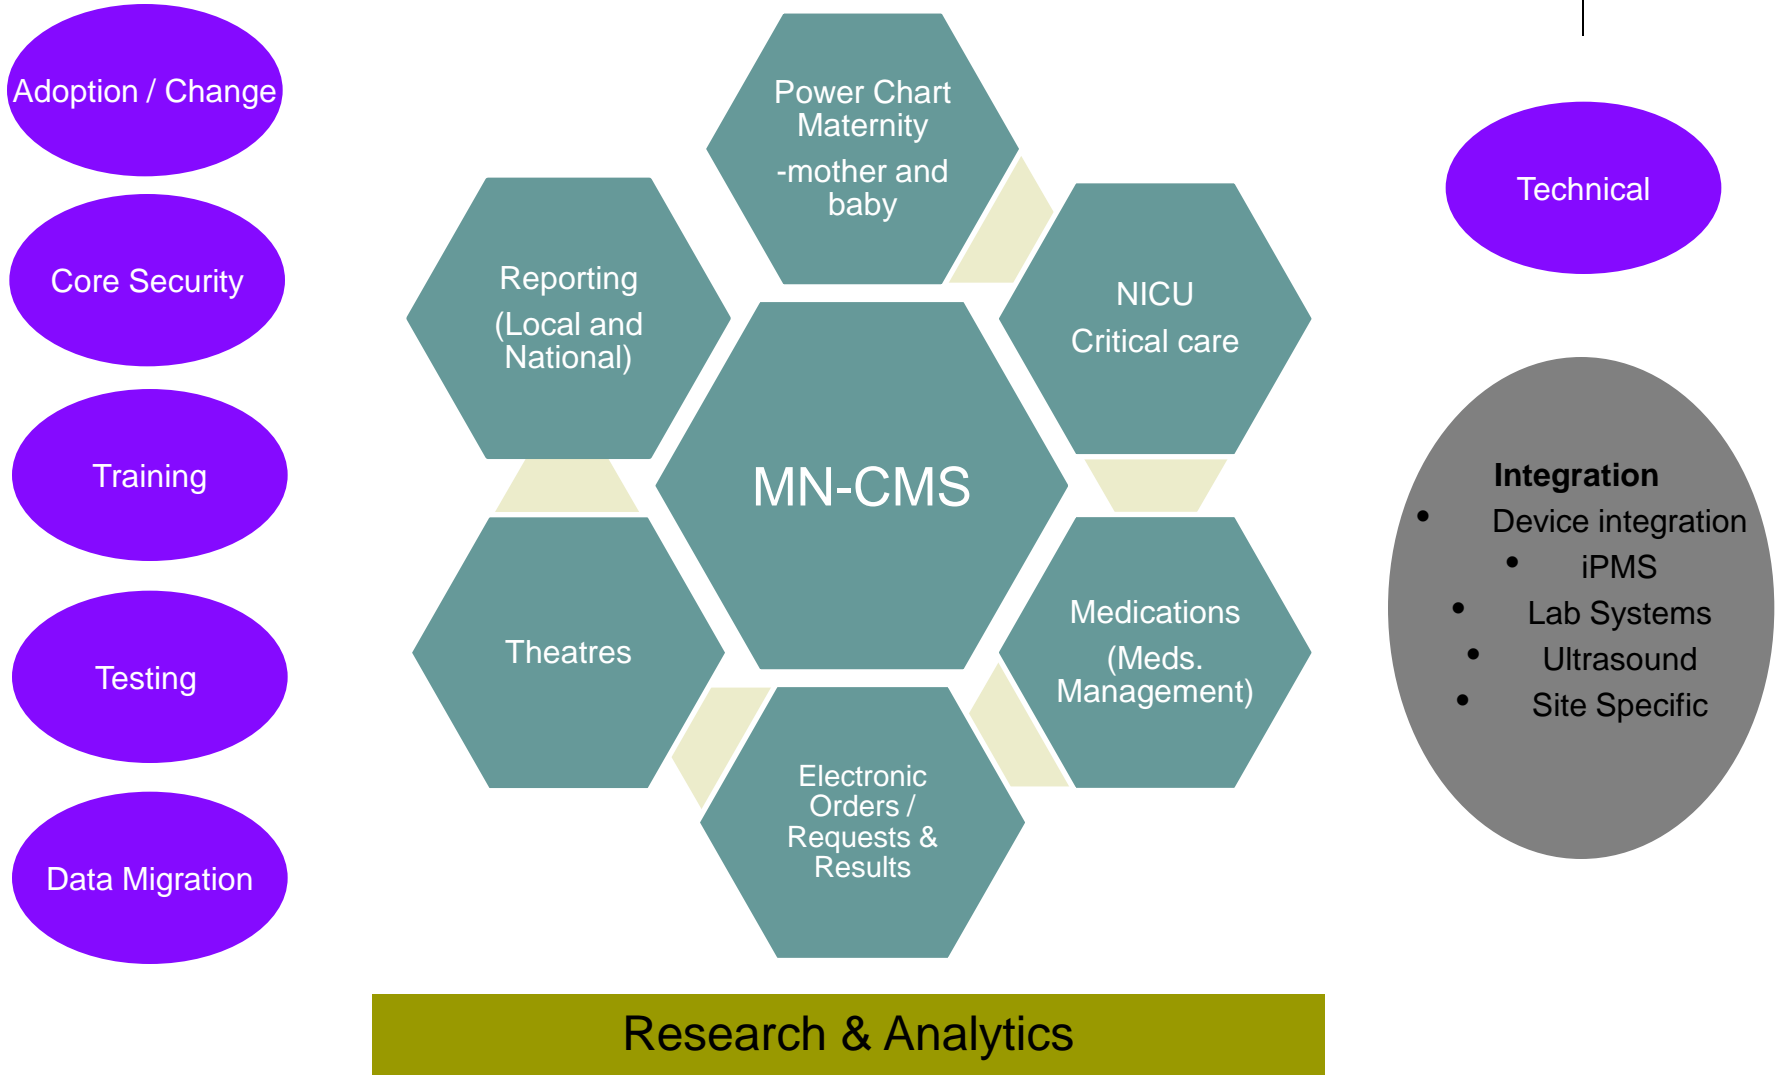 Adoption / Change
Core Security
Training
Testing
Data Migration
Power Chart
Maternity
-mother and
baby
Reporting
(Local and
National)
NICU
Critical care
MN-CMS
Theatres
Medications
(Meds.
Management)
Electronic
Orders /
Requests &
Results
Technical
Integration
• Device integration
• iPMS
• Lab Systems
• Ultrasound
• Site Specific
Research & Analytics